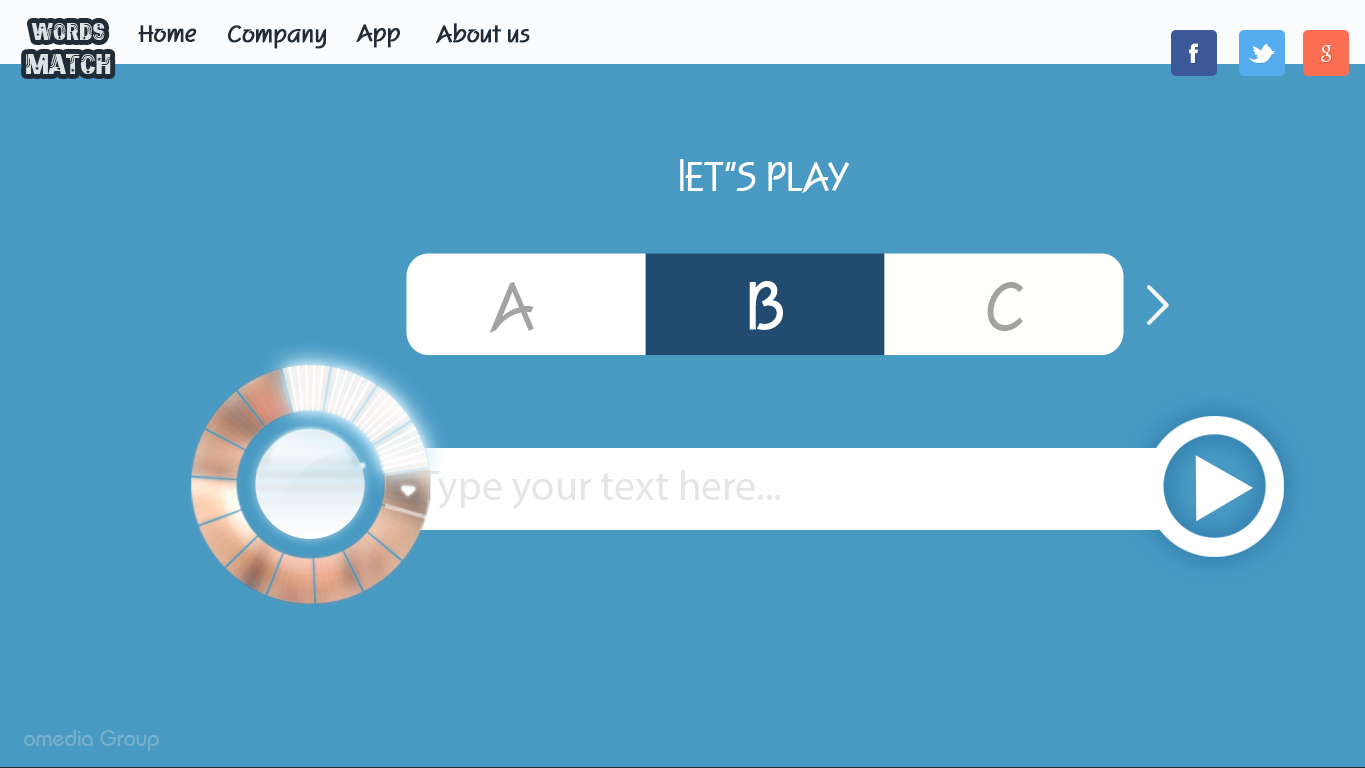 WORDS
MATCH
Home Company App About us
f
g
lET"S PLAY
A B C
Type your text here...
omedia Group